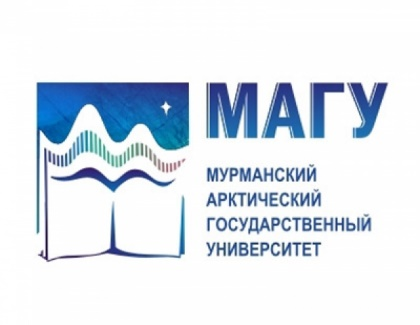 МАГУ
МУРМАНСКИЙ
АРКТИЧЕСКИЙ
ГОСУДАРСТВЕННЫЙ
УНИВЕРСИТЕТ